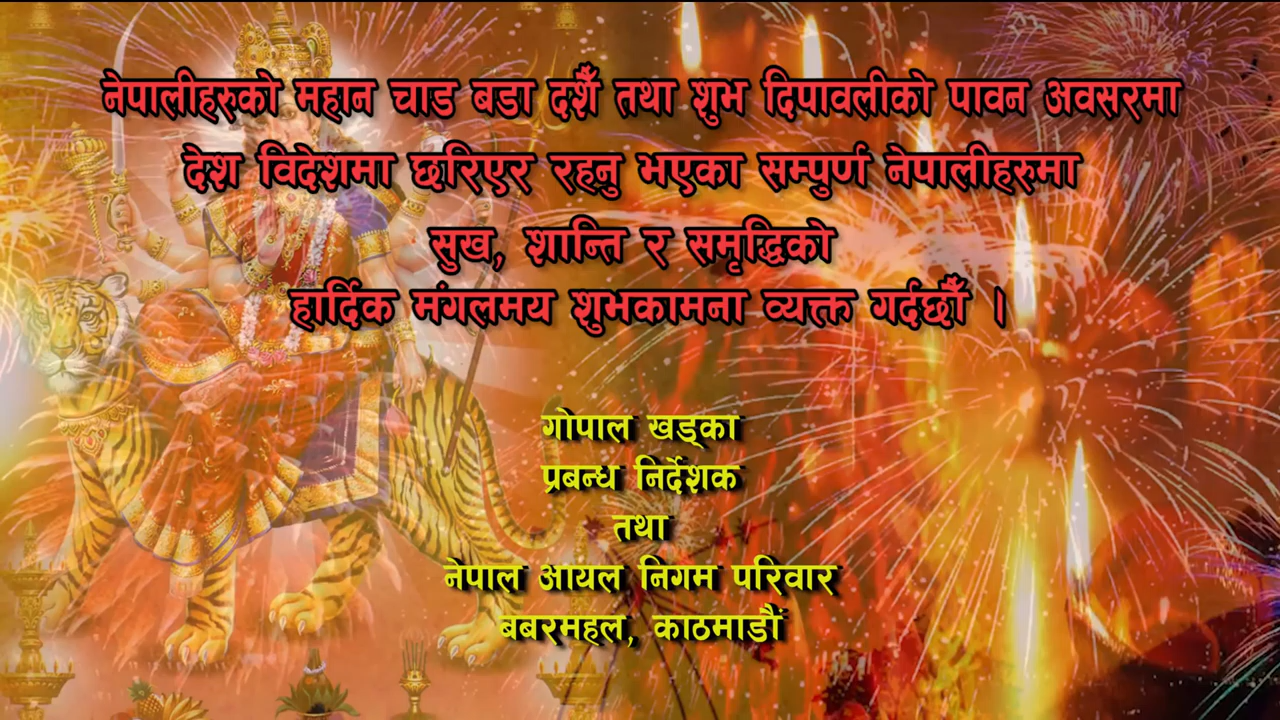 नेपालीहरुको महान चाड बडा दशैँ तथा शुभ दिपावलीको पावन अवसरमा
देश विदेशमा छरिएर रहनु भएका सम्पुर्ण नेपालीहरुमा
सुख, शान्ति र समृद्धिको
हार्दिक मंगलमय शुभकामना व्यक्त गर्दछौँ ।
गोपाल खड्का
प्रबन्ध निर्देशक
तथा
नेपाल आयल निगम परिवार
बबरमहल, काठमाडौं